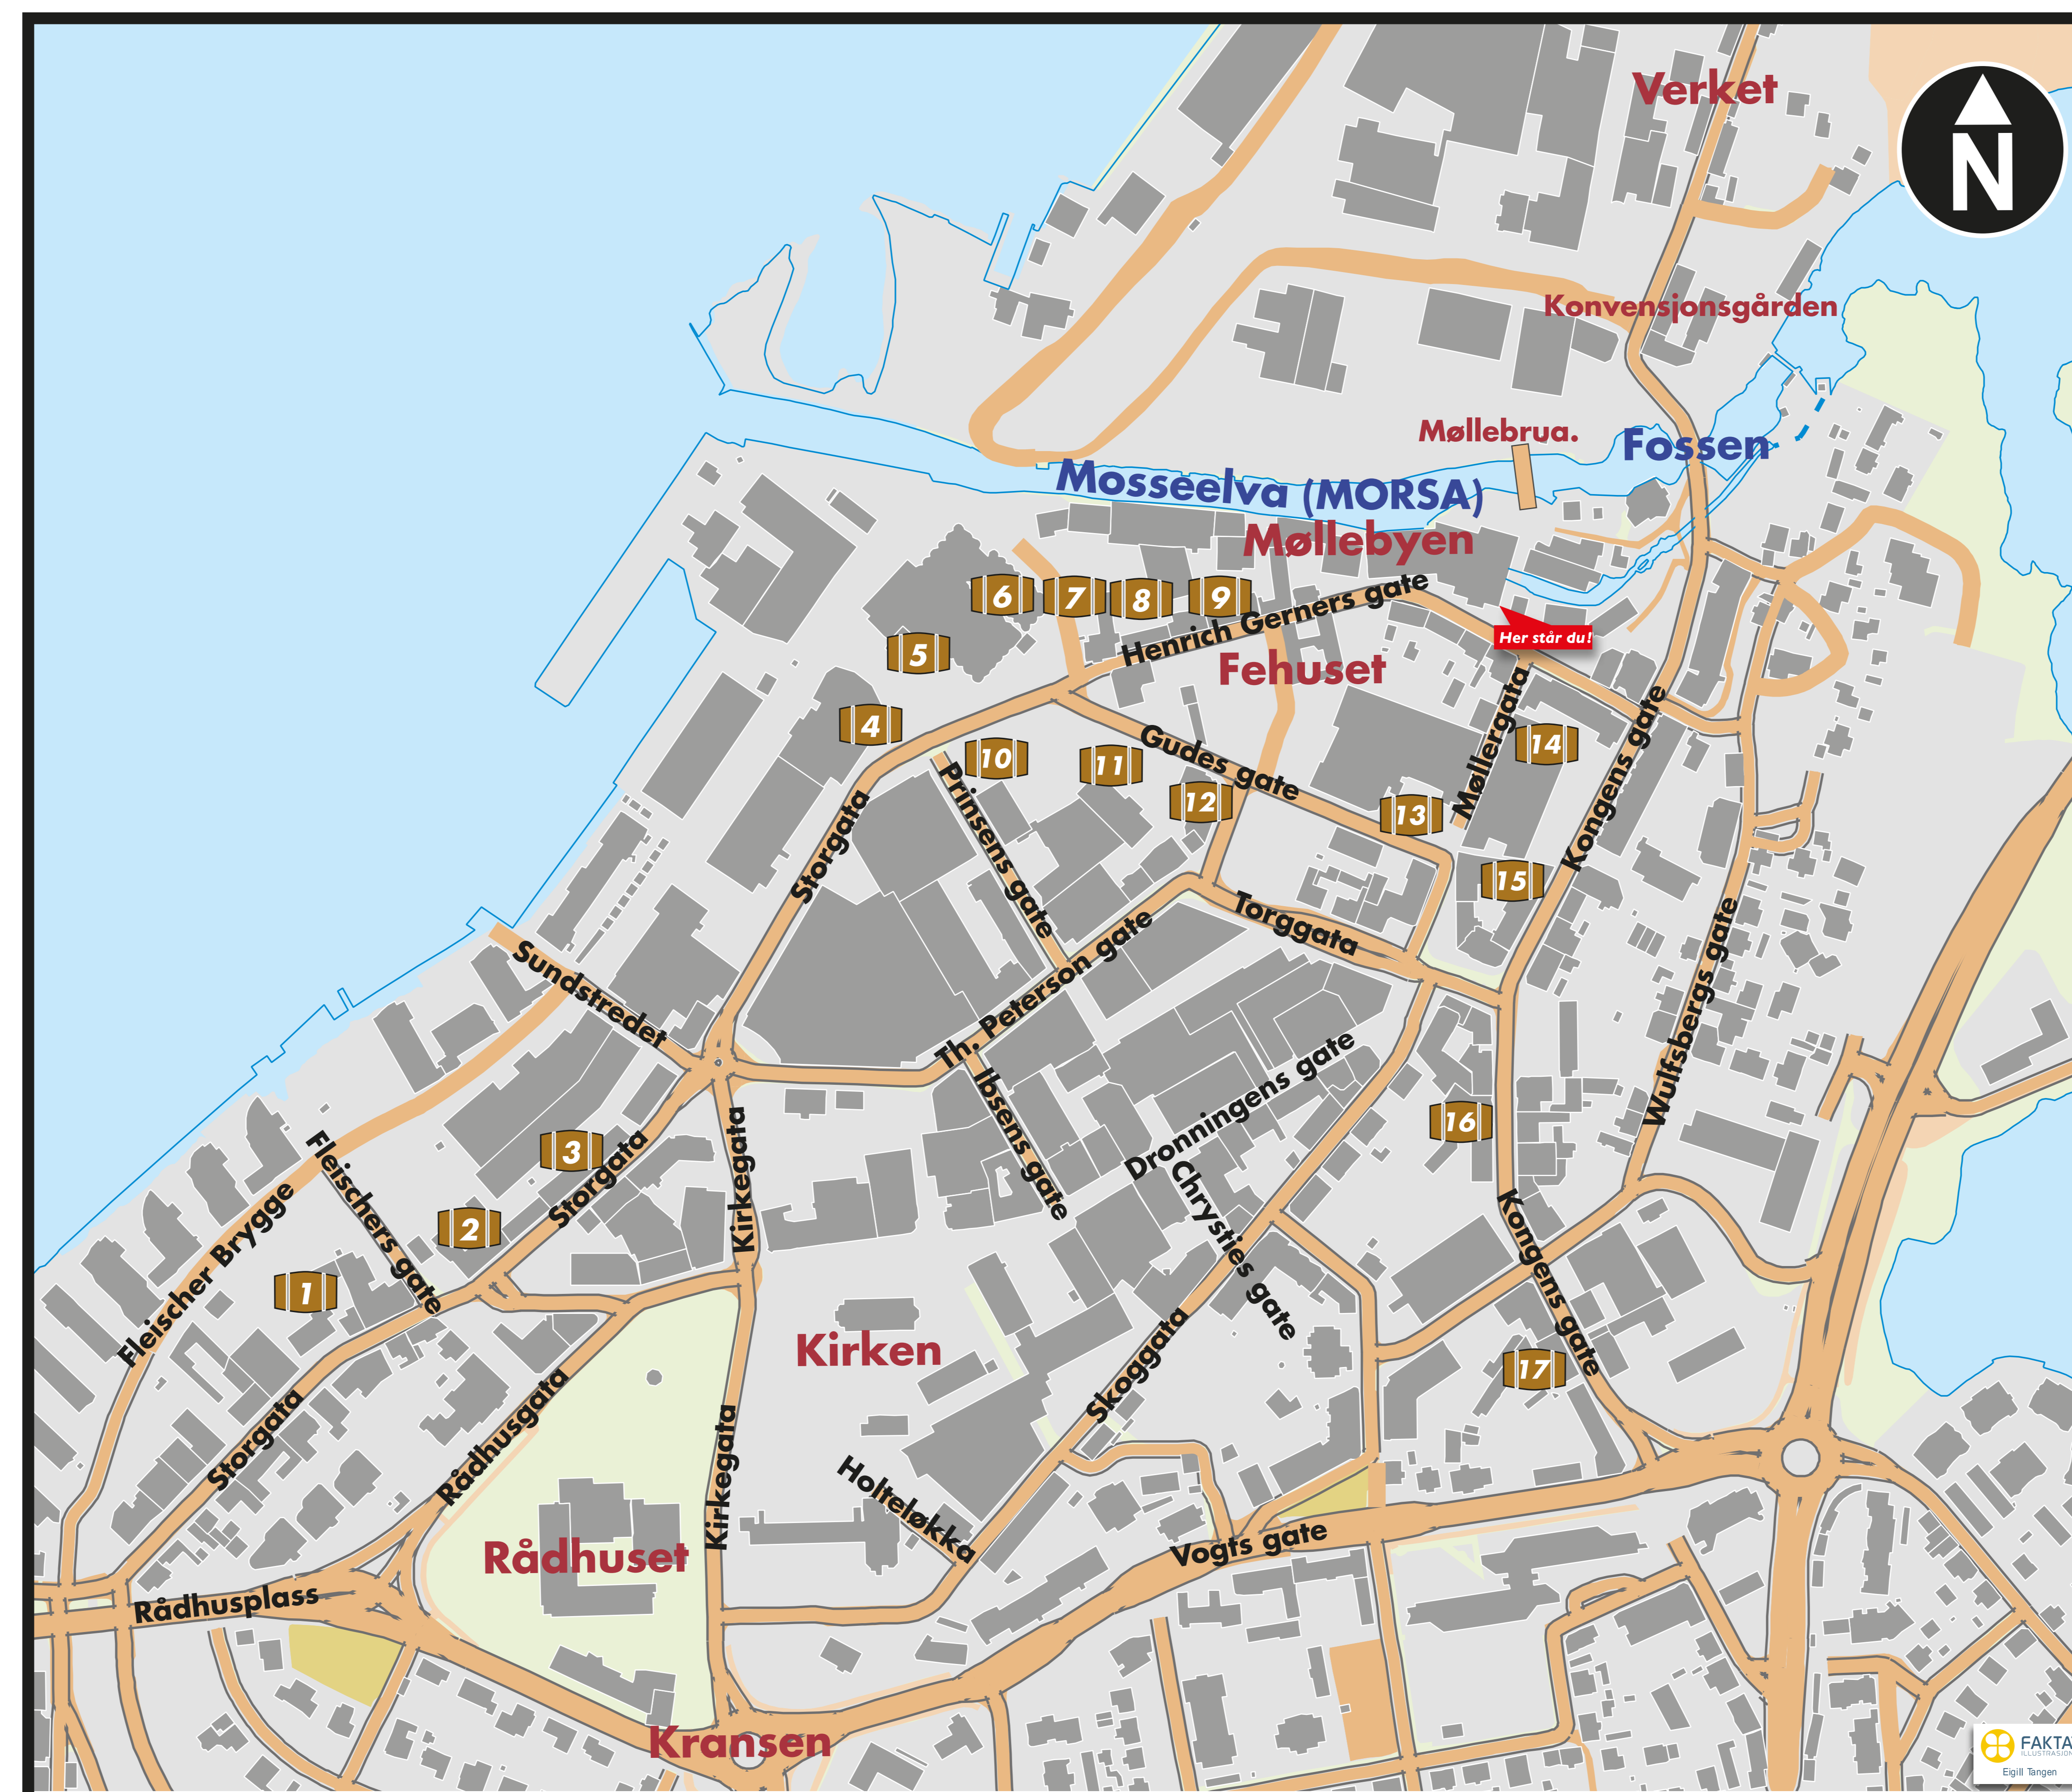 Verket
N
Konvensjonsgården
Møllebrua.
Fossen
Mosseelva (MORSA)
Møllebyen
6
7
8
9
Henrich Gerners gate
Her står du!
5
Fehuset
4
10
11
Gudes gate
12
13
Møllergata
14
Kongens gate
Storgata
Prinsens gate
15
Torggata
Th. Peterson gate
Sundstredet
Wulfsbergs gate
Dronningens gate
Ibsens gate
16
3
Storgata
Kirkegata
Fleischers gate
2
1
Fleischer Brygge
Chrysties gate
Kongens gate
17
Kirken
Skoggata
Storgata
Rådhusgata
Kirkegata
Holteløkka
Rådhuset
Vogts gate
Rådhusplass
Kransen
FAKTA
ILLUSTRASJON
Eigill Tangen